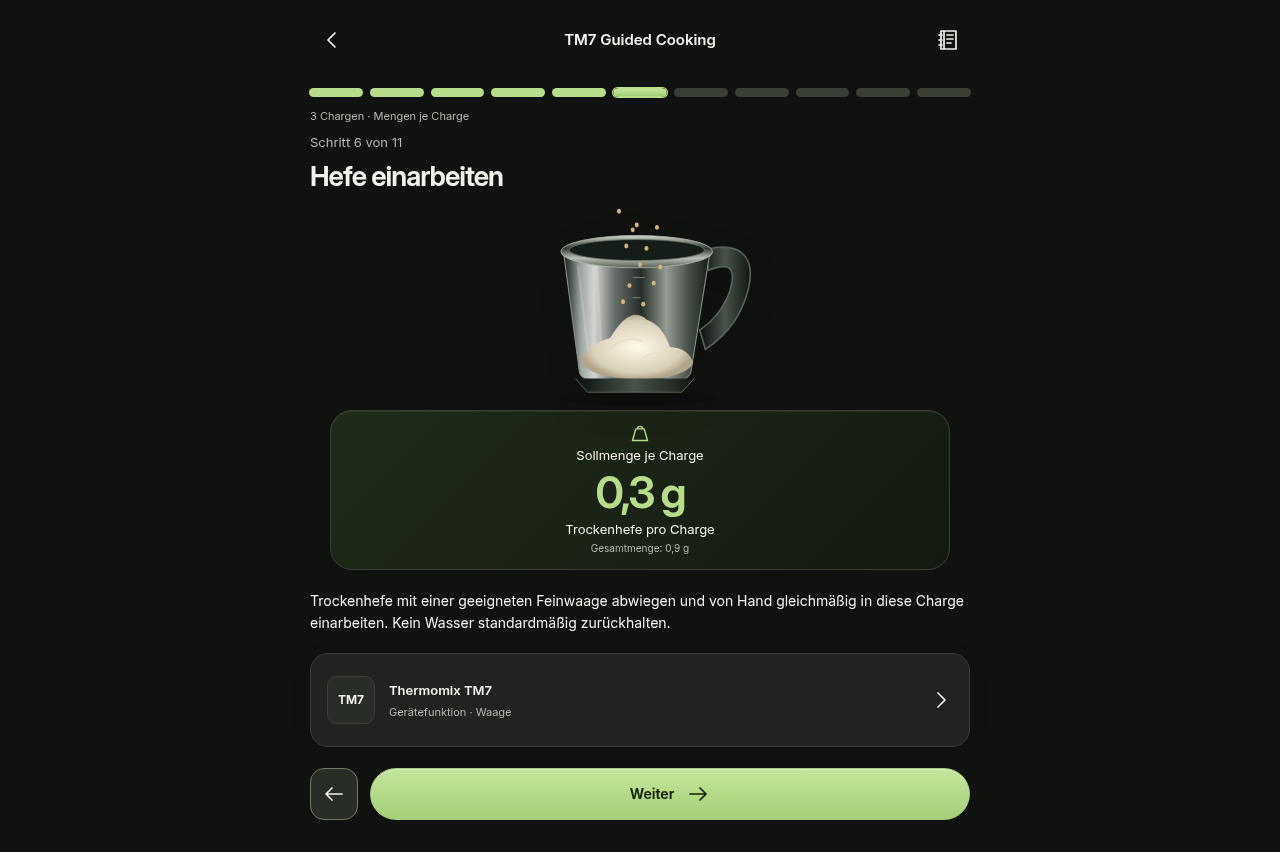 TM7 Guided Cooking
3 Chargen · Mengen je Charge
Schritt 6 von 11
Hefe einarbeiten
Sollmenge je Charge
0,3 g
Trockenhefe pro Charge
Gesamtmenge: 0,9 g
Trockenhefe mit einer geeigneten Feinwaage abwiegen und von Hand gleichmäßig in diese Charge
einarbeiten. Kein Wasser standardmäßig zurückhalten.
TM7
Thermomix TM7
Gerätefunktion · Waage
Weiter